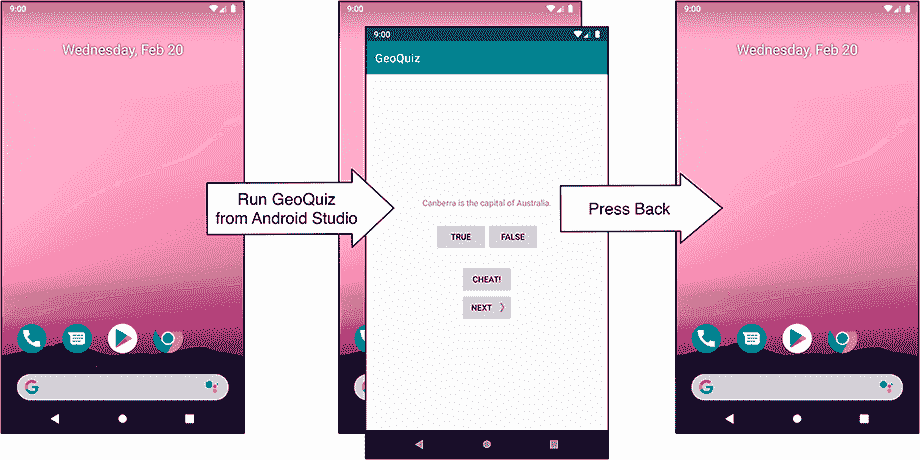 9:00
Wednesday, Feb 20
Run GeoQuiz
from Android Studio
9:00
9:00
GeoQuiz
Canberra is the capital of Australia.
TRUE
FALSE
CHEAT!
NEXT
Press Back
9:00
Wednesday, Feb 20